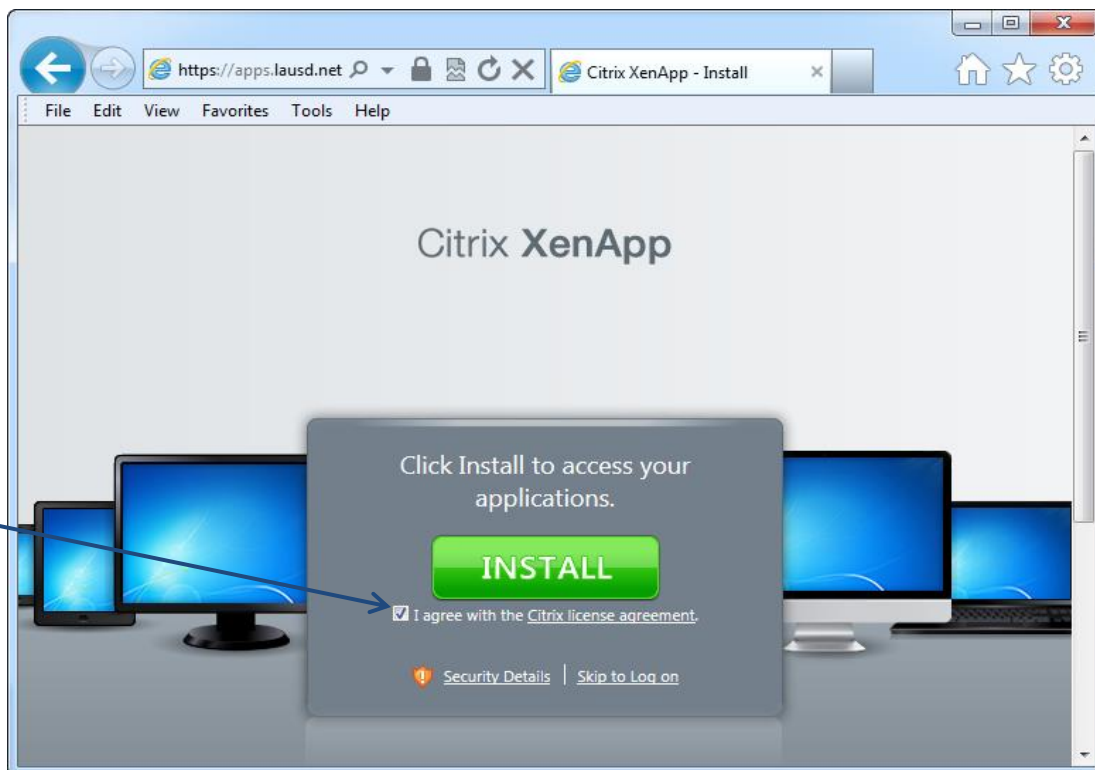 https://apps.lausd.net
Citrix XenApp - Install
File Edit View Favorites Tools Help
Citrix XenApp
Click Install to access your
applications.
INSTALL
I agree with the Citrix license agreement.
Security Details | Skip to Log on